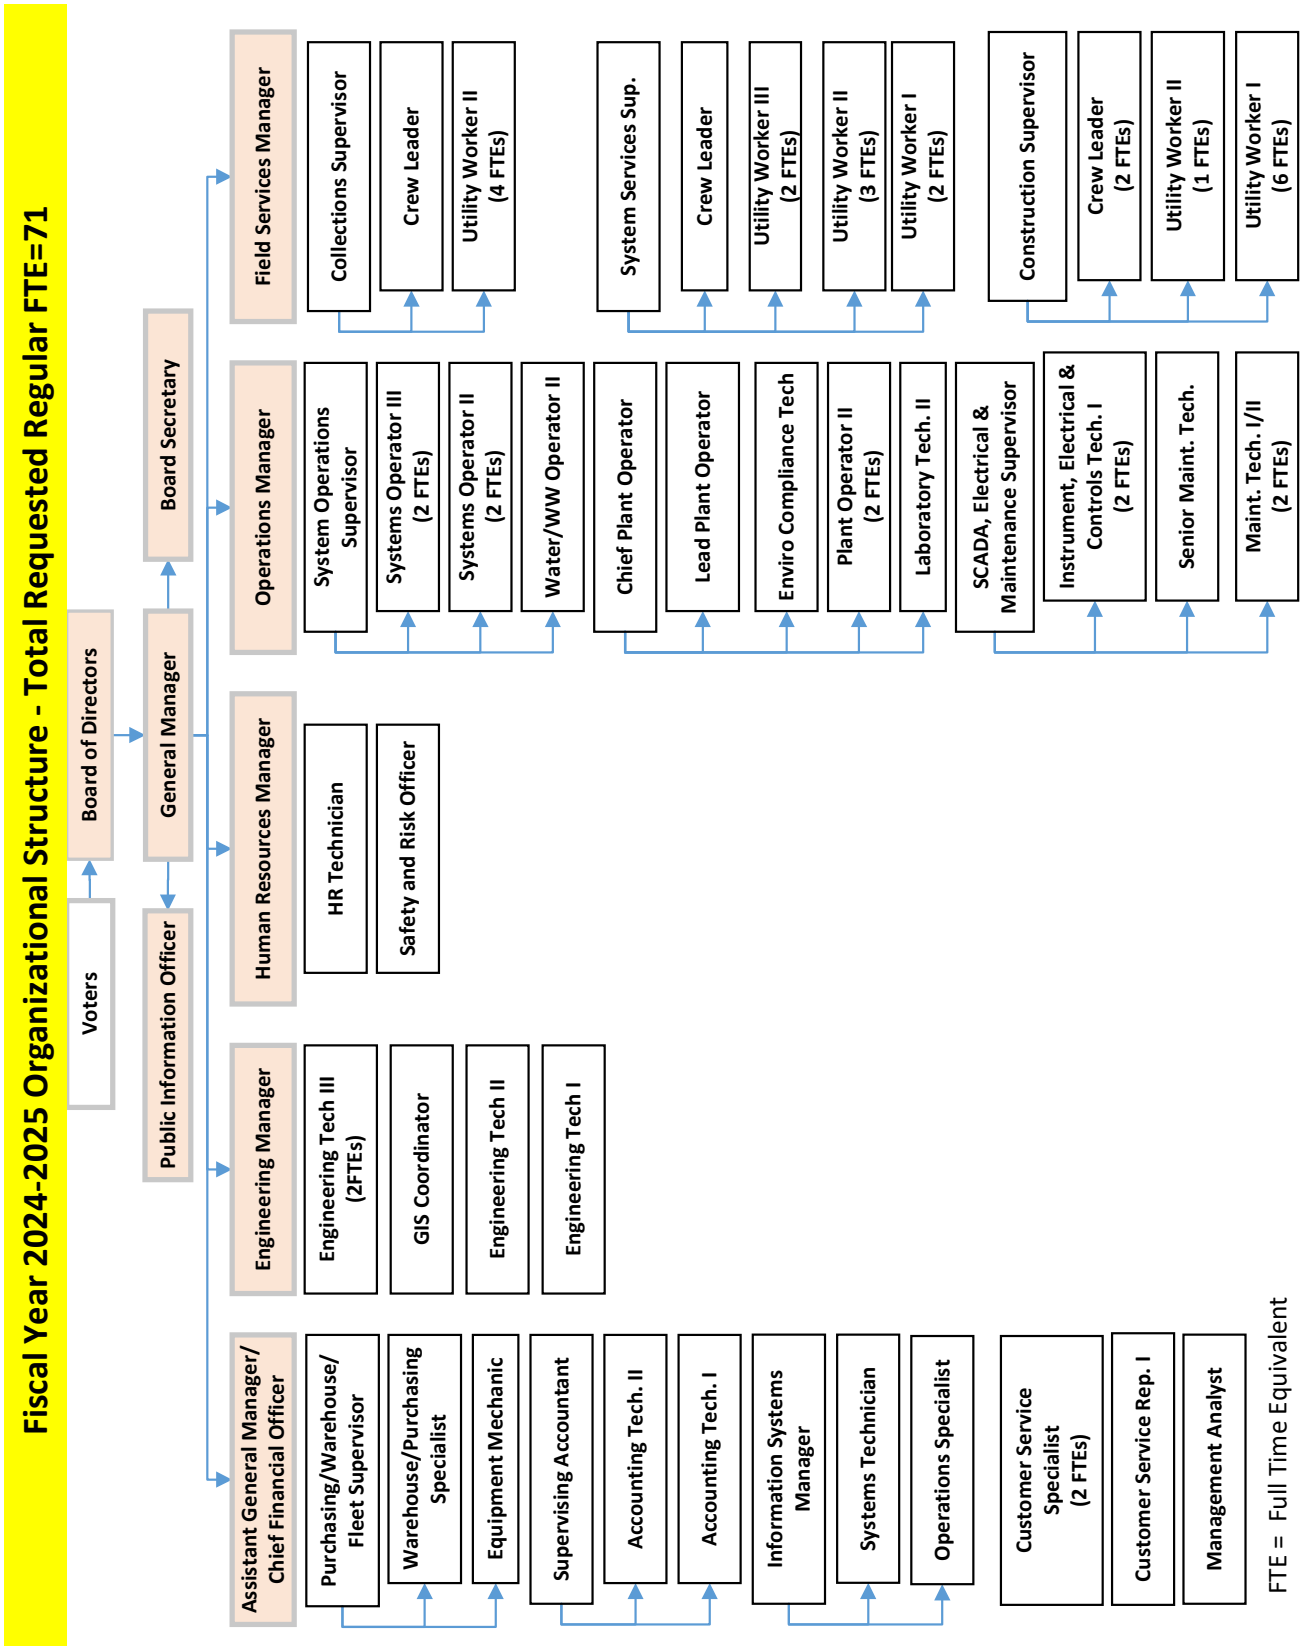 Fiscal Year 2024-2025 Organizational Structure - Total Requested Regular FTE=71
Voters
Board of Directors
Public Information Officer
General Manager
Board Secretary
Assistant General Manager/
Chief Financial Officer
Purchasing/Warehouse/
Fleet Supervisor
Warehouse/Purchasing
Specialist
Equipment Mechanic
Supervising Accountant
Accounting Tech. II
Accounting Tech. I
Information Systems
Manager
Systems Technician
Operations Specialist
Customer Service
Specialist
(2 FTEs)
Customer Service Rep. I
Management Analyst
Engineering Manager
Engineering Tech III
(2FTEs)
GIS Coordinator
Engineering Tech II
Engineering Tech I
Human Resources Manager
HR Technician
Safety and Risk Officer
Operations Manager
System Operations
Supervisor
Systems Operator III
(2 FTEs)
Systems Operator II
(2 FTEs)
Water/WW Operator II
Chief Plant Operator
Lead Plant Operator
Enviro Compliance Tech
Plant Operator II
(2 FTEs)
Laboratory Tech. II
SCADA, Electrical &
Maintenance Supervisor
Instrument, Electrical &
Controls Tech. I
(2 FTEs)
Senior Maint. Tech.
Maint. Tech. I/II
(2 FTEs)
Field Services Manager
Collections Supervisor
Crew Leader
Utility Worker II
(4 FTEs)
System Services Sup.
Crew Leader
Utility Worker III
(2 FTEs)
Utility Worker II
(3 FTEs)
Utility Worker I
(2 FTEs)
Construction Supervisor
Crew Leader
(2 FTEs)
Utility Worker II
(1 FTEs)
Utility Worker I
(6 FTEs)
FTE = Full Time Equivalent